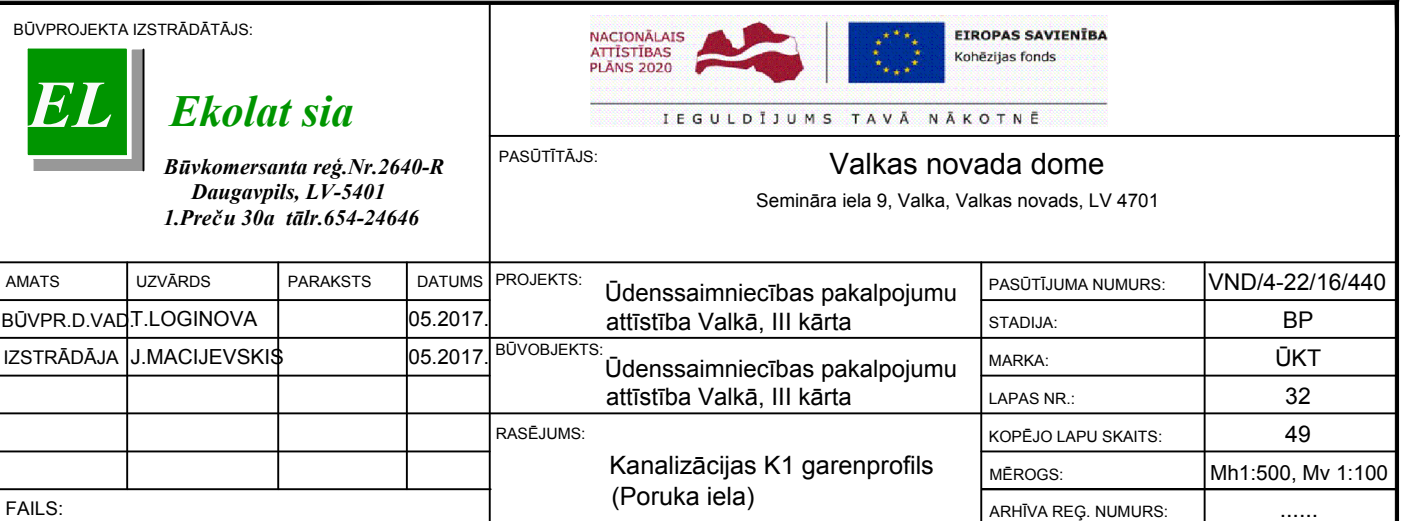 BŪVPROJEKTA IZSTRĀDĀTĀJS:
EL
Ekolat sia
Būvkomersanta reģ.Nr.2640-R
Daugavpils, LV-5401
1.Preču 30a tālr.654-24646
NACIONĀLAIS
ATTĪSTĪBAS
PLĀNS 2020
EIROPAS SAVIENĪBA
Kohēzijas fonds
IEGULDĪJUMS TAVĀ NĀKOTNĒ
PASŪTĪTĀJS:
Valkas novada dome
Semināra iela 9, Valka, Valkas novads, LV 4701
AMATS UZVĀRDS PARAKSTS DATUMS
BŪVPR.D.VAD. T.LOGINOVA 05.2017.
IZSTRĀDĀJA J.MACIJEVSKIS 05.2017.
FAILS:
PROJEKTS:
Ūdenssaimniecības pakalpojumu
attīstība Valkā, III kārta
BŪVOBJEKTS:
Ūdenssaimniecības pakalpojumu
attīstība Valkā, III kārta
RASĒJUMS:
Kanalizācijas K1 garenprofils
(Poruka iela)
PASŪTĪJUMA NUMURS: VND/4-22/16/440
STADIJA: BP
MARKA: ŪKT
LAPAS NR.: 32
KOPĒJO LAPU SKAITS: 49
MĒROGS: Mh1:500, Mv 1:100
ARHĪVA REĢ. NUMURS: ......